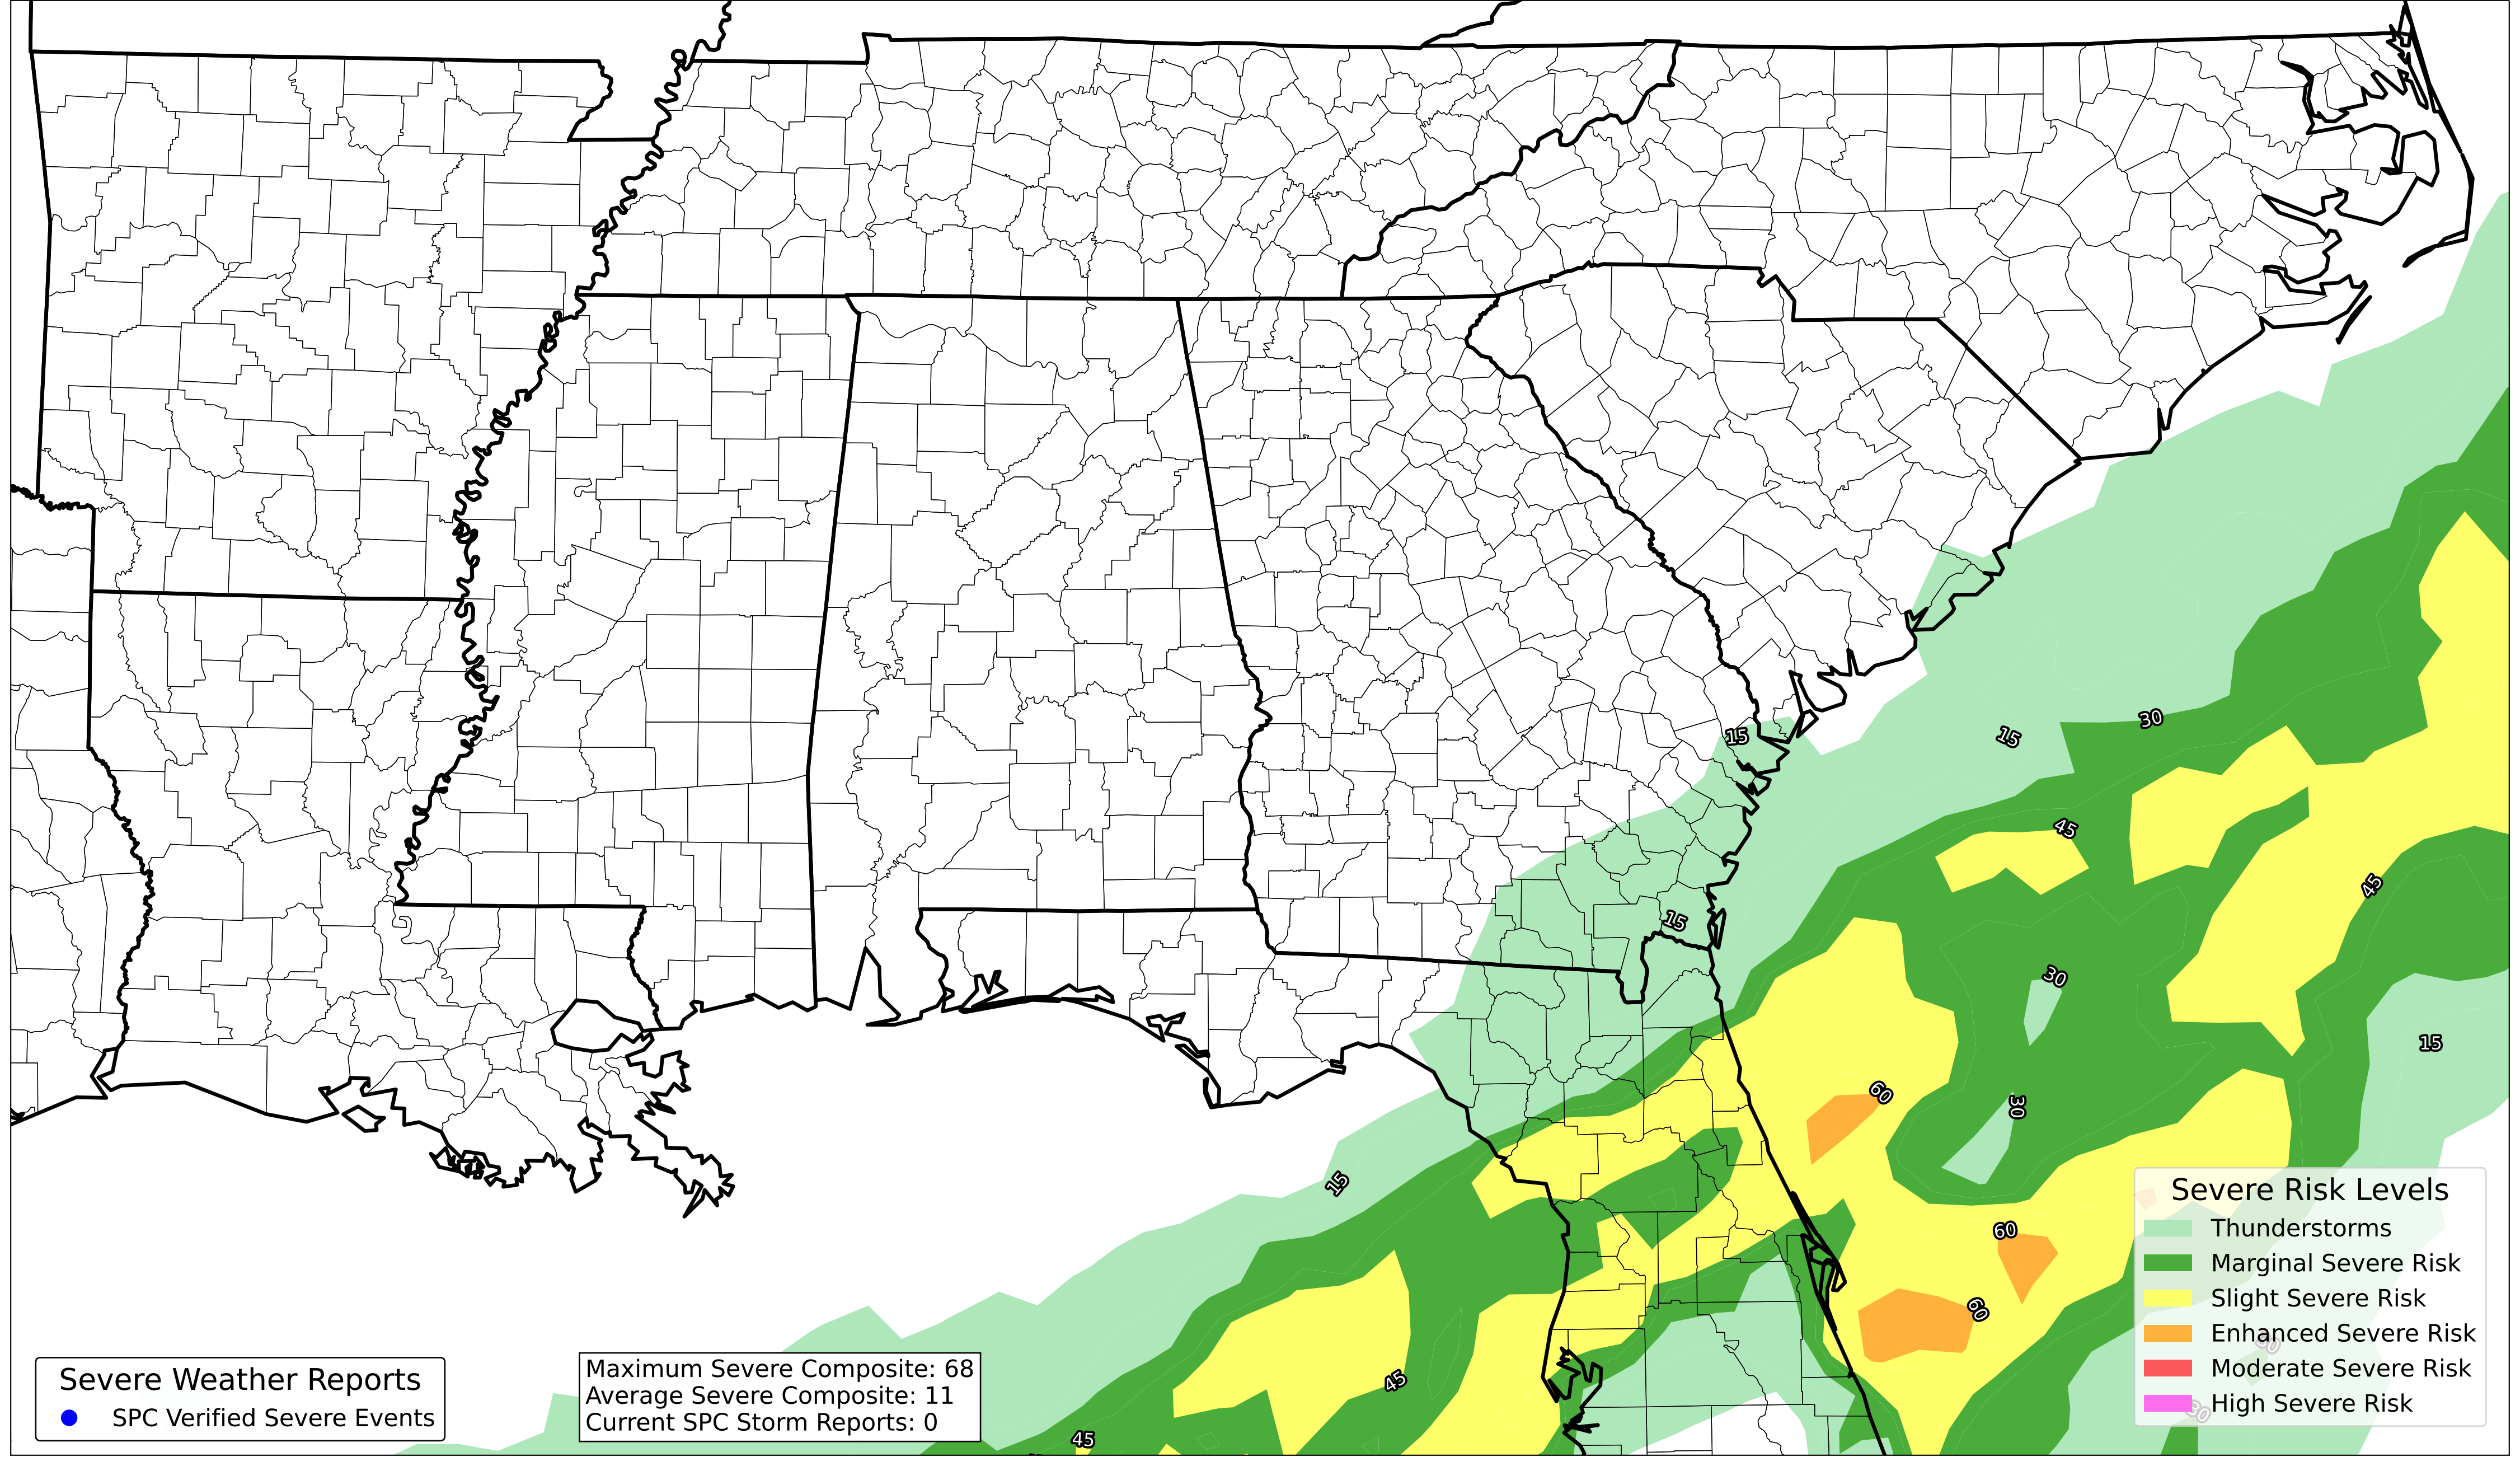 15
15
30
45
45
15
30
15
60
30
15
60
Severe Risk Levels
Thunderstorms
Marginal Severe Risk
Slight Severe Risk
Enhanced Severe Risk
Moderate Severe Risk
High Severe Risk
60
45
30
45
Severe Weather Reports
SPC Verified Severe Events
Maximum Severe Composite: 68
Average Severe Composite: 11
Current SPC Storm Reports: 0